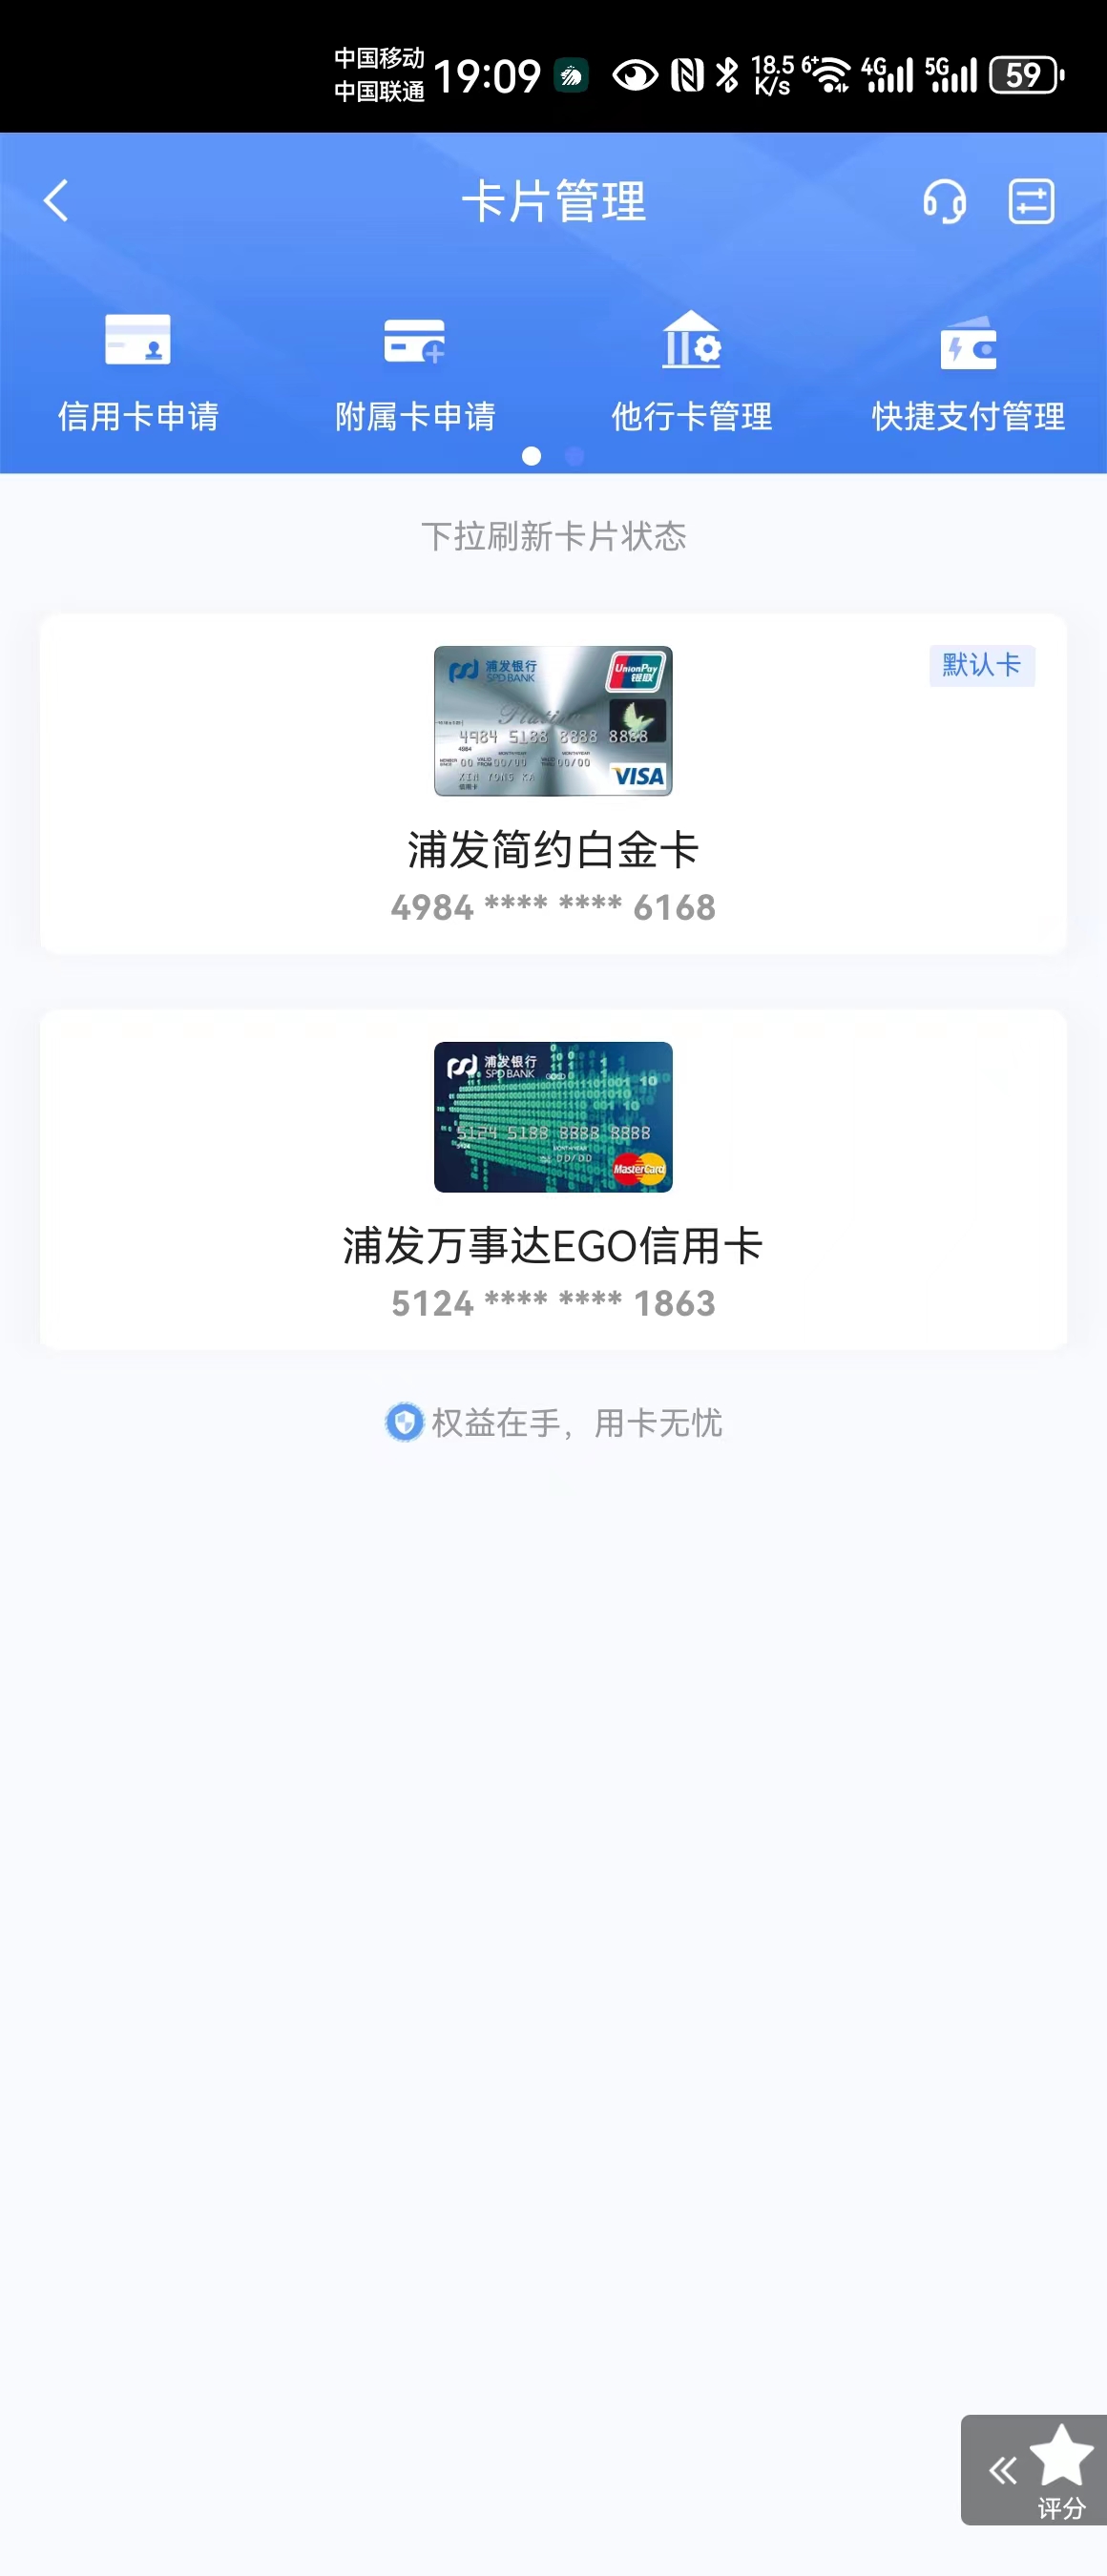 中国移动
中国联通
19:09
18.5
K/s
6+
4G
5G
59
卡片管理
信用卡申请 附属卡申请 他行卡管理 快捷支付管理
下拉刷新卡片状态
默认卡
浦发银行
SPD BANK
UnionPay
银联
Platinum
4984 5188 8888 8888
4984
00/00 00/00
XIN YONG KA
信用卡
VISA
浦发简约白金卡
4984 **** **** 6168
浦发银行
SPD BANK
5124 5188 8888 8888
5124
00/00
MasterCard
浦发万事达EGO信用卡
5124 **** **** 1863
权益在手，用卡无忧
评分